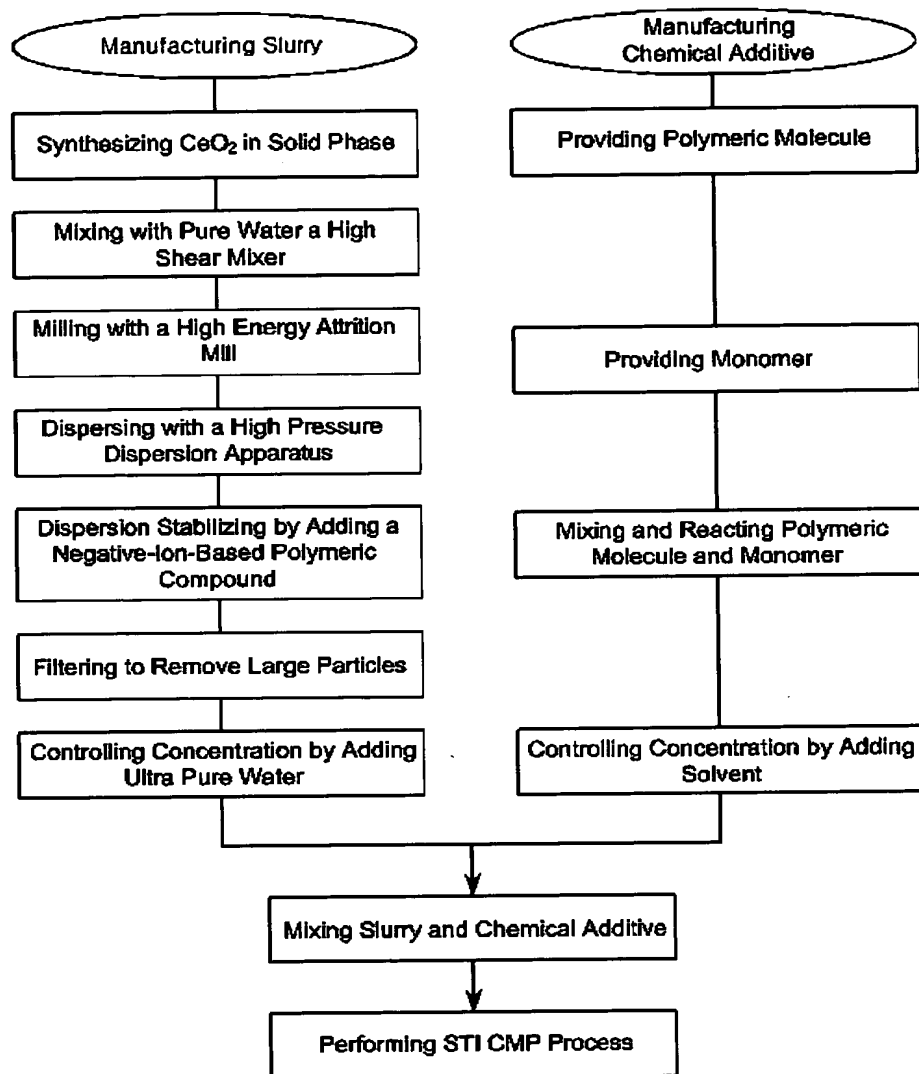 Manufacturing Slurry
Synthesizing CeO2 in Solid Phase
Mixing with Pure Water a High
Shear Mixer
Milling with a High Energy Attrition
Mill
Dispersing with a High Pressure
Dispersion Apparatus
Dispersion Stabilizing by Adding a
Negative-Ion-Based Polymeric
Compound
Filtering to Remove Large Particles
Controlling Concentration by Adding
Ultra Pure Water
Manufacturing
Chemical Additive
Providing Polymeric Molecule
Providing Monomer
Mixing and Reacting Polymeric
Molecule and Monomer
Controlling Concentration by Adding
Solvent
Mixing Slurry and Chemical Additive
Performing STI CMP Process